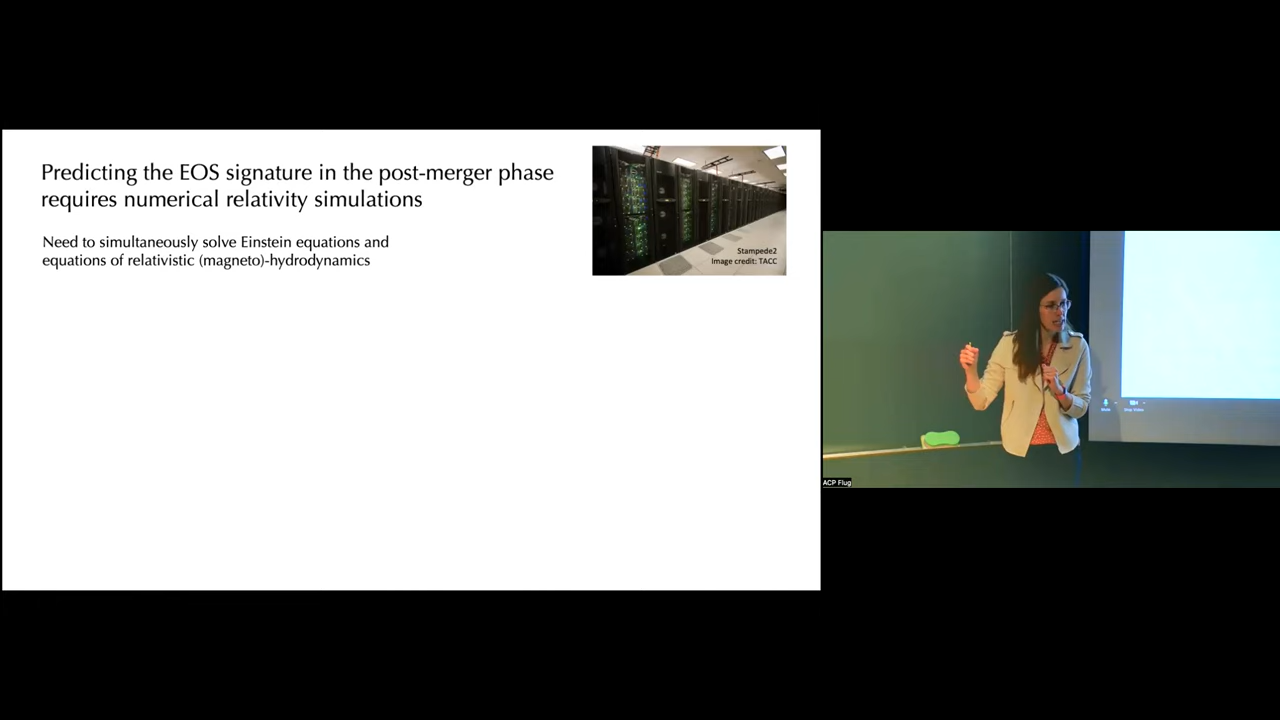 Predicting the EOS signature in the post-merger phase
requires numerical relativity simulations
Need to simultaneously solve Einstein equations and
equations of relativistic (magneto)-hydrodynamics
Stampede2
Image credit: TACC
ACP Flug